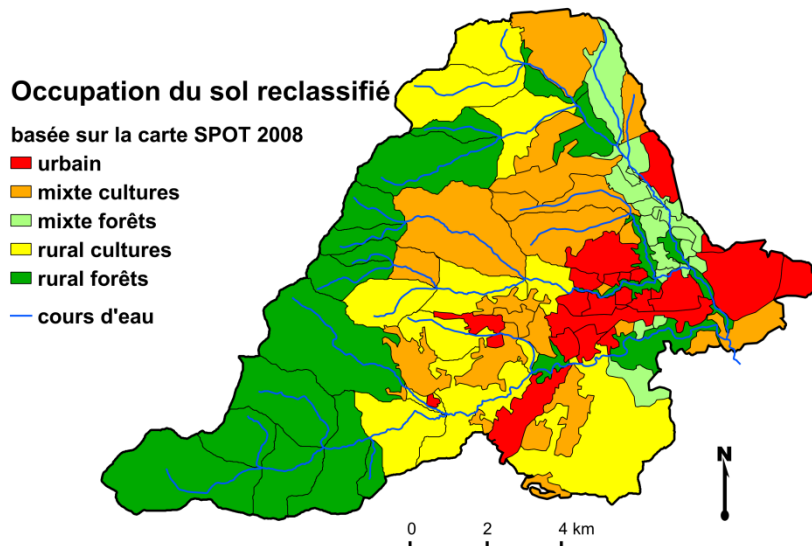 Occupation du sol reclassifié
basée sur la carte SPOT 2008
urbain
mixte cultures
mixte forêts
rural cultures
rural forêts
cours d'eau
N
0 2 4 km